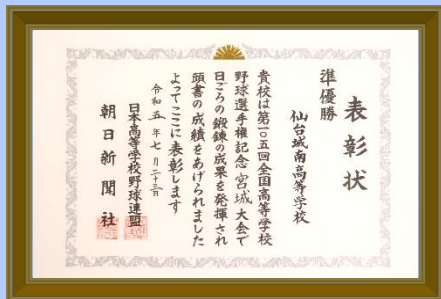 表彰状
準優勝
仙台城南高等学校
貴校は第一〇五回全国高等学校
野球選手権記念宮城大会で
日ごろの鍛錬の成果を発揮され
頭書の成績をあげられました
よってここに表彰します
令和五年七月二十三日
日本高等学校野球連盟
朝日新聞社